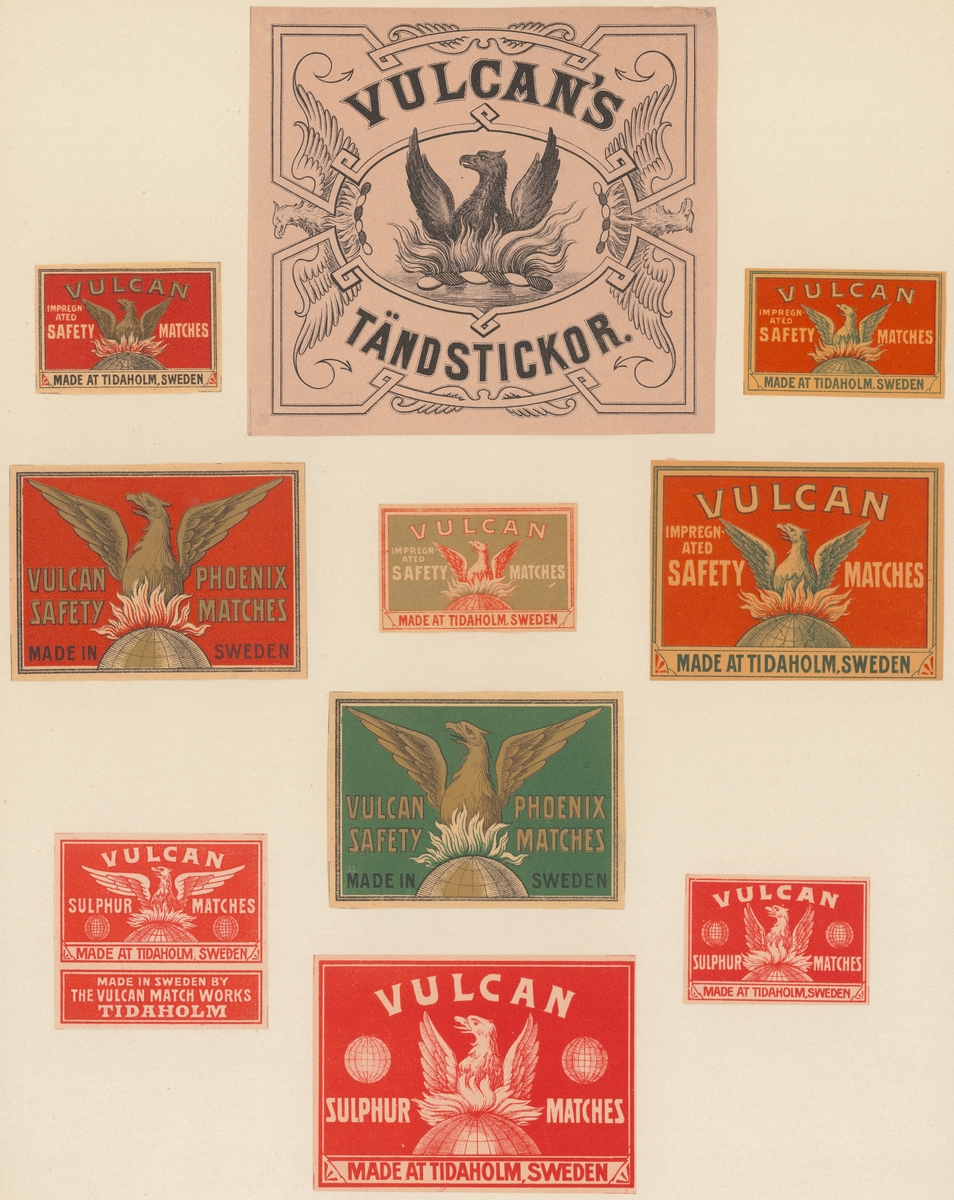 VULCAN'S
TÄNDSTICKOR.
VULCAN
IMPREGN-
ATED
SAFETY MATCHES
MADE AT TIDAHOLM, SWEDEN
VULCAN
IMPREGN-
ATED
SAFETY MATCHES
MADE AT TIDAHOLM. SWEDEN
VULCAN PHOENIX
SAFETY MATCHES
MADE IN SWEDEN
VULCAN
IMPREGN-
ATED
SAFETY MATCHES
MADE AT TIDAHOLM. SWEDEN
VULCAN
IMPREGN-
ATED
SAFETY MATCHES
MADE AT TIDAHOLM, SWEDEN
VULCAN PHOENIX
SAFETY MATCHES
MADE IN SWEDEN
VULCAN
SULPHUR MATCHES
MADE AT TIDAHOLM, SWEDEN
MADE IN SWEDEN BY
THE VULCAN MATCH WORKS
TIDAHOLM
VULCAN
SULPHUR MATCHES
MADE AT TIDAHOLM, SWEDEN
VULCAN
SULPHUR MATCHES
MADE AT TIDAHOLM, SWEDEN